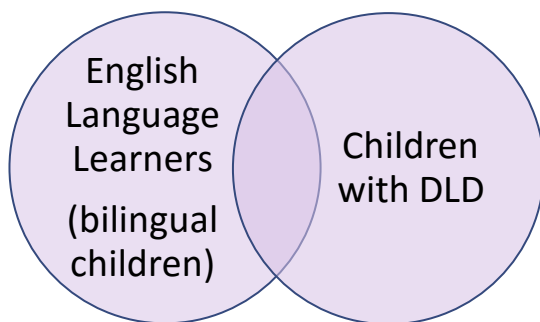 English
Language
Learners
(bilingual
children)
Children
with DLD